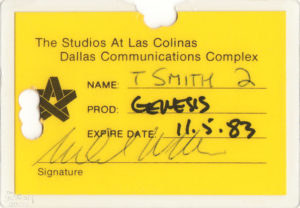 The Studios At Las Colinas
Dallas Communications Complex
NAME: T SMITH 2
PROD: GENESIS
EXPIRE DATE: 11.5.83
Signature